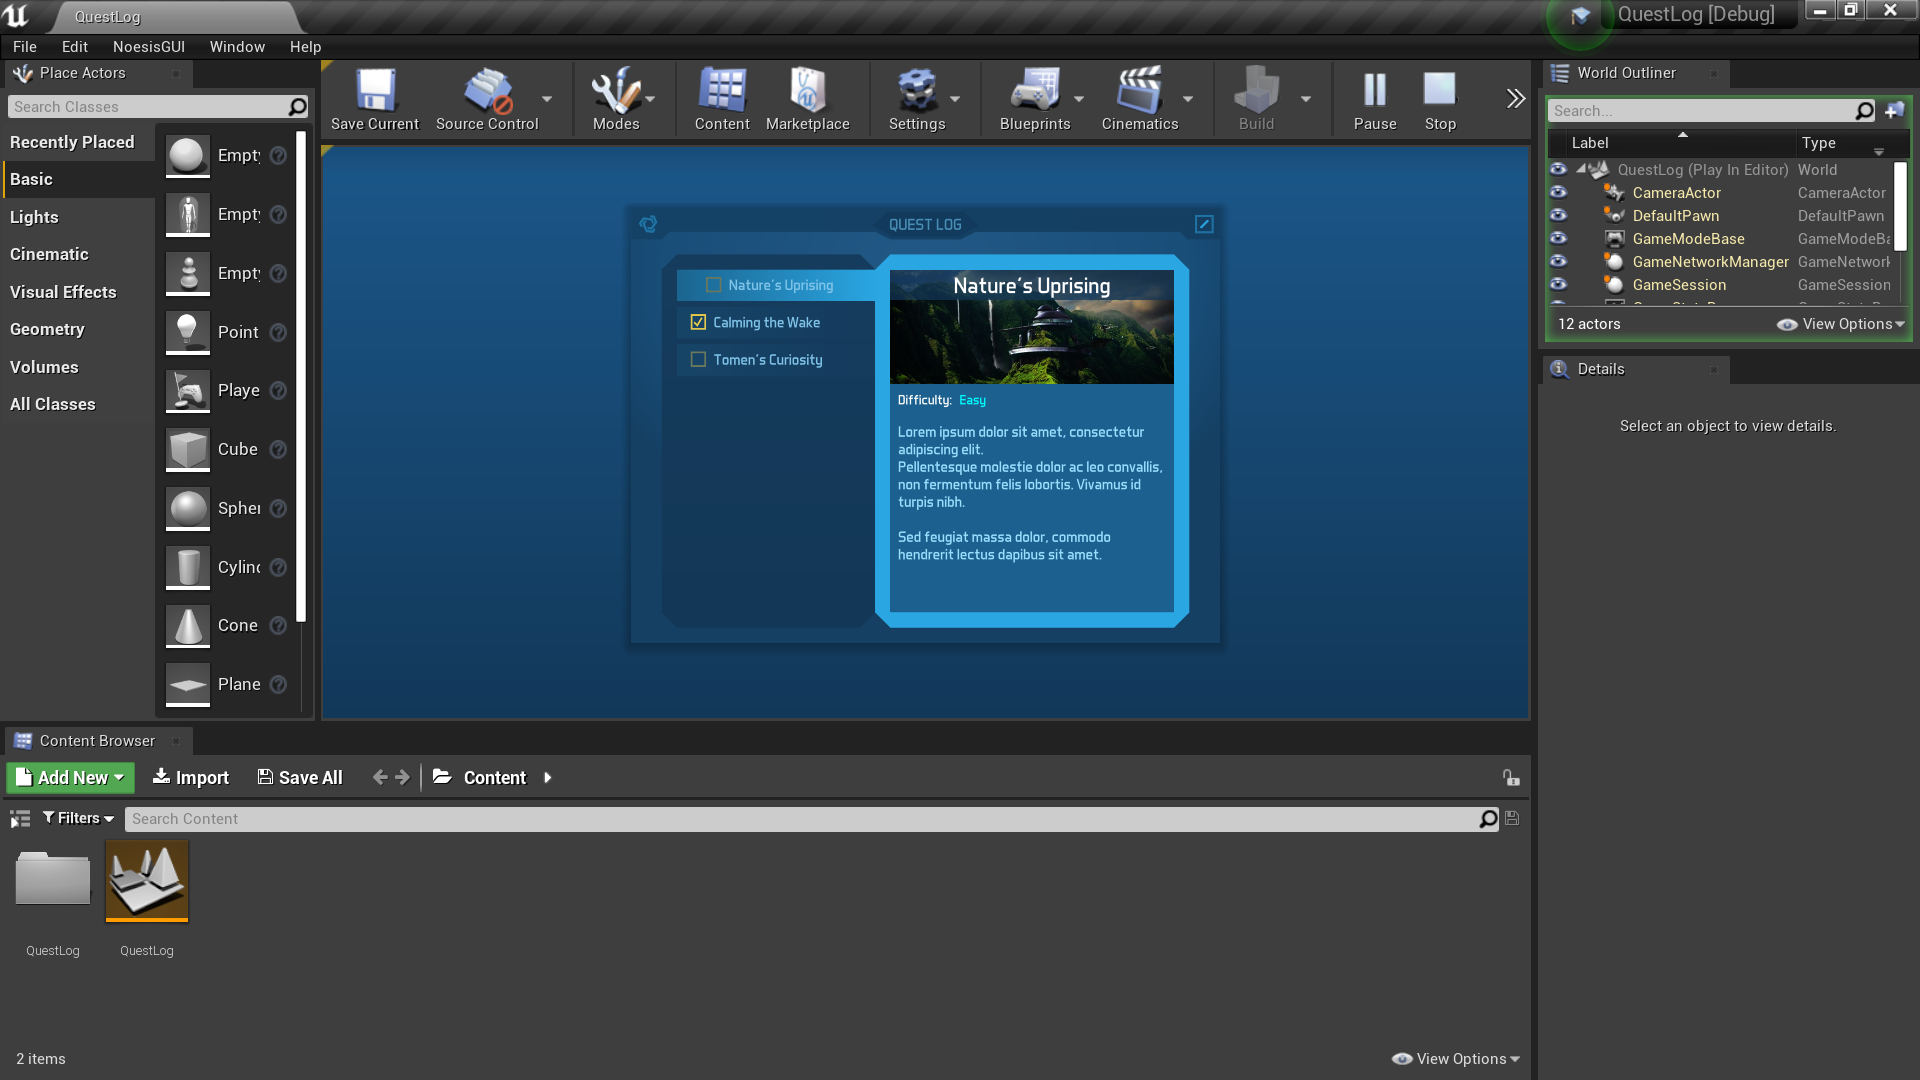 QuestLog
QuestLog [Debug]
File Edit NoesisGUI Window Help
Place Actors
Search Classes
Recently Placed
Basic
Lights
Cinematic
Visual Effects
Geometry
Volumes
All Classes
Empty
Empty
Empty
Point
Playe
Cube
Spher
Cylind
Cone
Plane
Save Current
Source Control
Modes
Content
Marketplace
Settings
Blueprints
Cinematics
Build
Pause
Stop
QUEST LOG
Nature's Uprising
Calming the Wake
Tomen's Curiosity
Nature's Uprising
Difficulty: Easy
Lorem ipsum dolor sit amet, consectetur
adipiscing elit.
Pellentesque molestie dolor ac leo convallis,
non fermentum felis lobortis. Vivamus id
turpis nibh.
Sed feugiat massa dolor, commodo
hendrerit lectus dapibus sit amet.
World Outliner
Search...
Label Type
QuestLog (Play In Editor) World
CameraActor CameraActor
DefaultPawn DefaultPawn
GameModeBase GameModeBa
GameNetworkManager GameNetwork
GameSession GameSession
12 actors
View Options
Details
Select an object to view details.
Content Browser
Add New Import Save All Content
Filters
Search Content
QuestLog
QuestLog
2 items
View Options